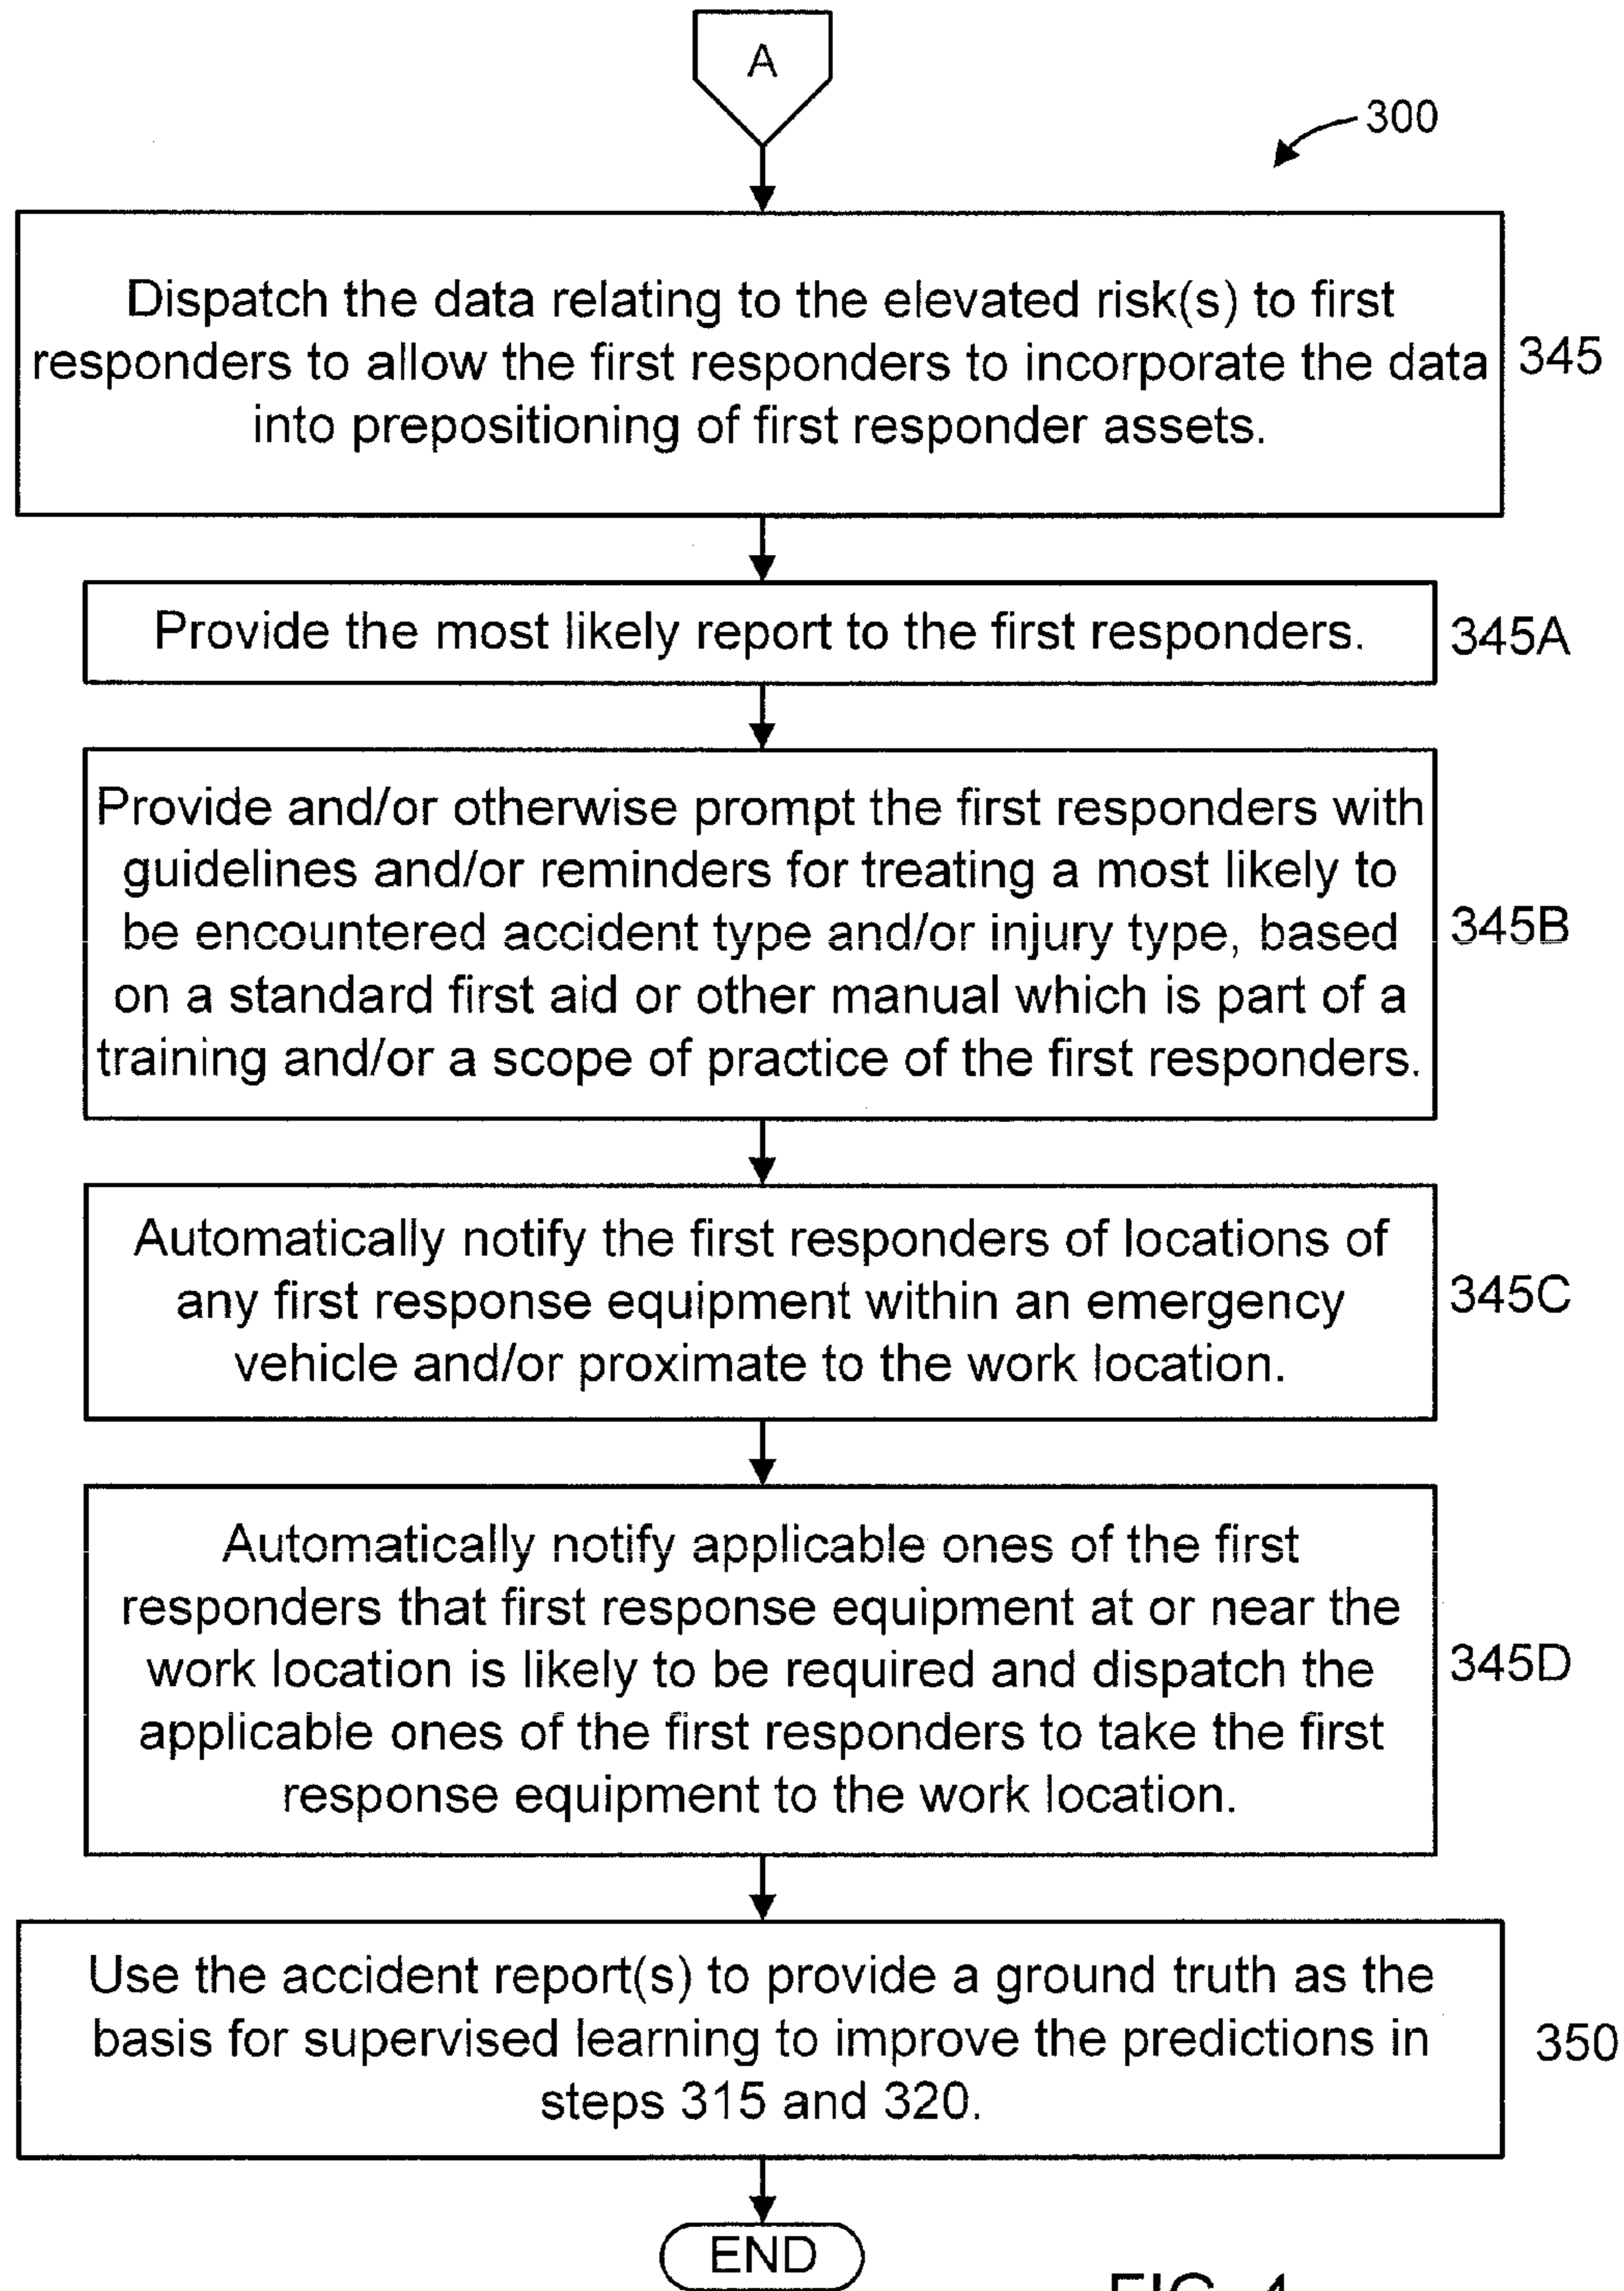 A
300
Dispatch the data relating to the elevated risk(s) to first
responders to allow the first responders to incorporate the data
into prepositioning of first responder assets.
345
Provide the most likely report to the first responders.
345A
Provide and/or otherwise prompt the first responders with
guidelines and/or reminders for treating a most likely to
be encountered accident type and/or injury type, based
on a standard first aid or other manual which is part of a
training and/or a scope of practice of the first responders.
345B
Automatically notify the first responders of locations of
any first response equipment within an emergency
vehicle and/or proximate to the work location.
345C
Automatically notify applicable ones of the first
responders that first response equipment at or near the
work location is likely to be required and dispatch the
applicable ones of the first responders to take the first
response equipment to the work location.
345D
Use the accident report(s) to provide a ground truth as the
basis for supervised learning to improve the predictions in
steps 315 and 320.
350
END
FIG. 4